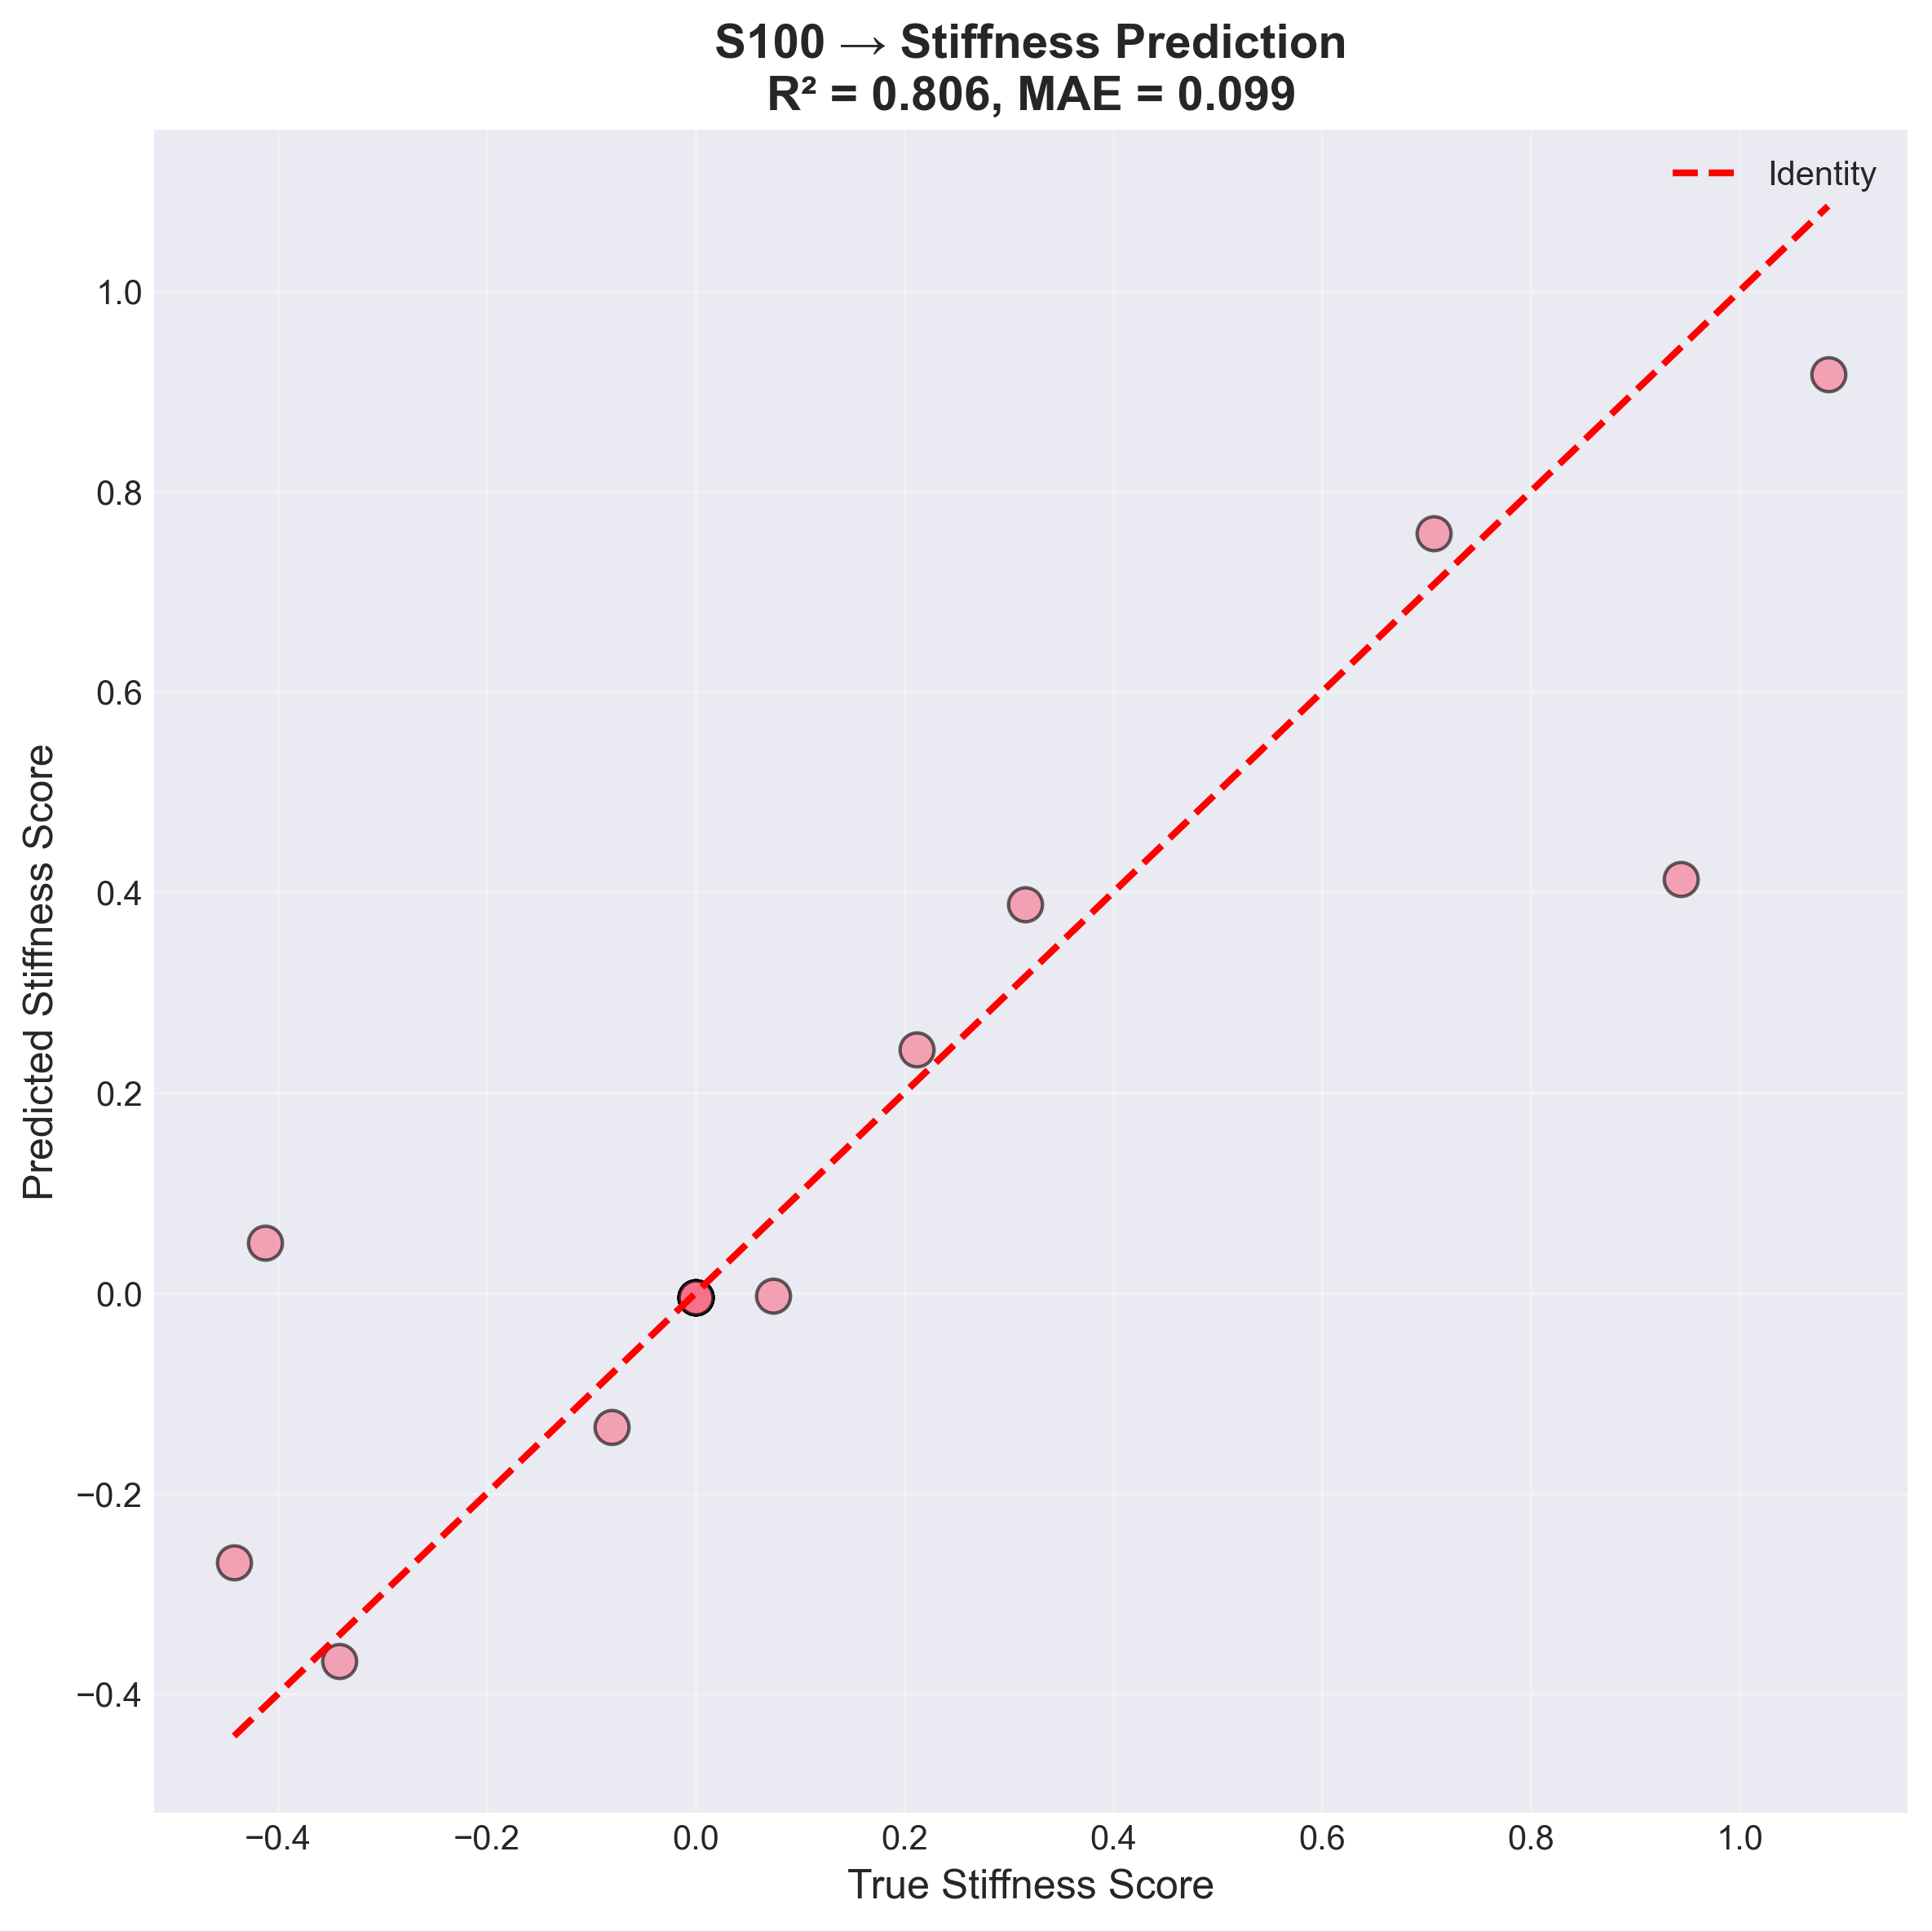 S100 → Stiffness Prediction
R² = 0.806, MAE = 0.099
Identity
1.0
0.8
0.6
0.4
0.2
0.0
−0.2
−0.4
Predicted Stiffness Score
−0.4 −0.2 0.0 0.2 0.4 0.6 0.8 1.0
True Stiffness Score